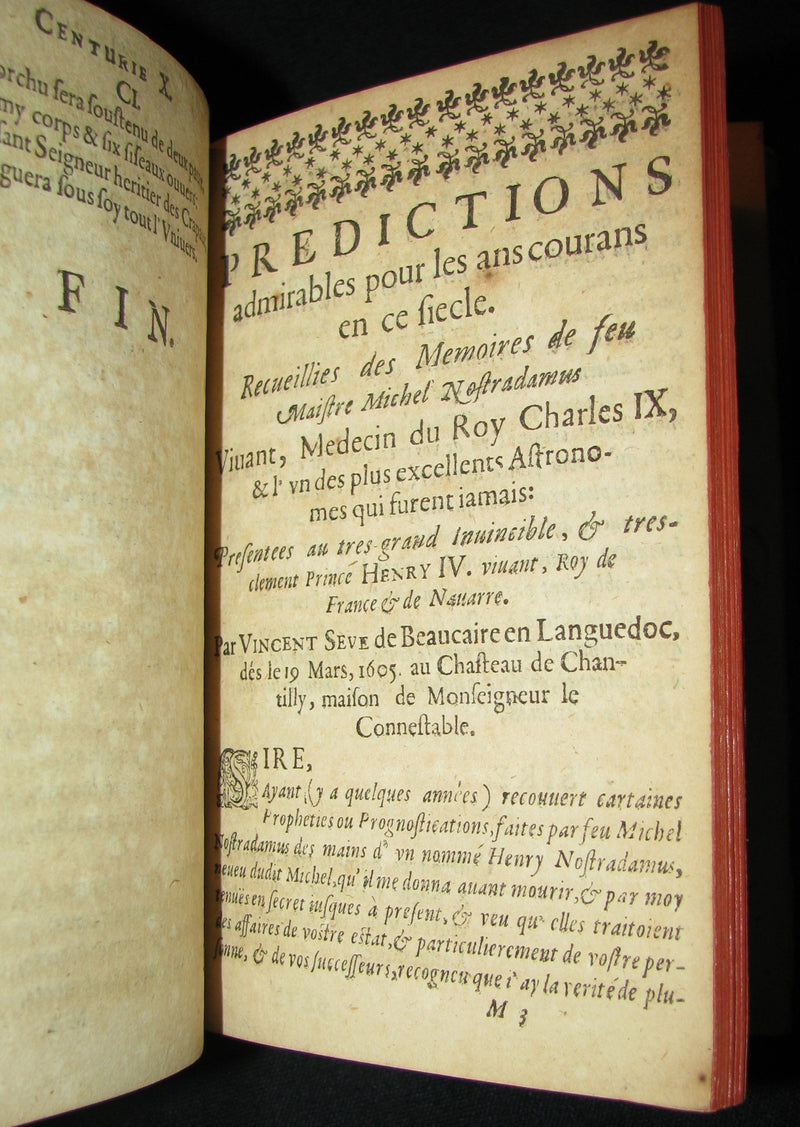 CENTURIE X.
CI.
sera soustenu de deux
my corps & six siseaux ouuers:
sant Seigneur heritier des
guera sous soy tout l'Vniuers.
FIN.
PREDICTIONS
admirables pour les ans courans
en ce siecle.
Recueillies des Memoires de feu
Maistre Michel Nostradamus
Viuant, Medecin du Roy Charles IX,
& l'vn des plus excellents Astrono-
mes qui furent iamais:
Presentees au tres-grand Inuincible, & tres-
clement Prince HENRY IV. viuant, Roy de
France & de Nauarre.
Par VINCENT SEVE de Beaucaire en Languedoc,
dés le 19 Mars, 1605. au Chasteau de Chan-
tilly, maison de Monseigneur le
Connestable.
SIRE,
Ayant (y a quelques années) recouuert cartaines
Propheties ou Prognostications, faites par feu Michel
Nostradamus des mains d'vn nommé Henry Nostradamus,
neueu dudit Michel, qu'il me donna auant mourir, & par moy
tenuës en secret iusques à present, & veu qu'elles traitoient
des affaires de vostre estat, & particulierement de vostre per-
sonne, & de vos successeurs, recogneu que i'ay la verité de plu-
M 3